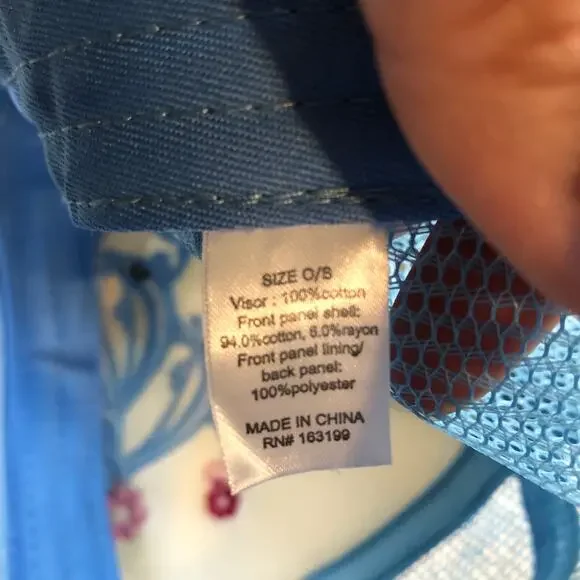 SIZE O/S
Visor : 100%cotton
Front panel shell:
94.0%cotton, 6.0%rayon
Front panel lining/
back panel:
100%polyester
MADE IN CHINA
RN# 163199